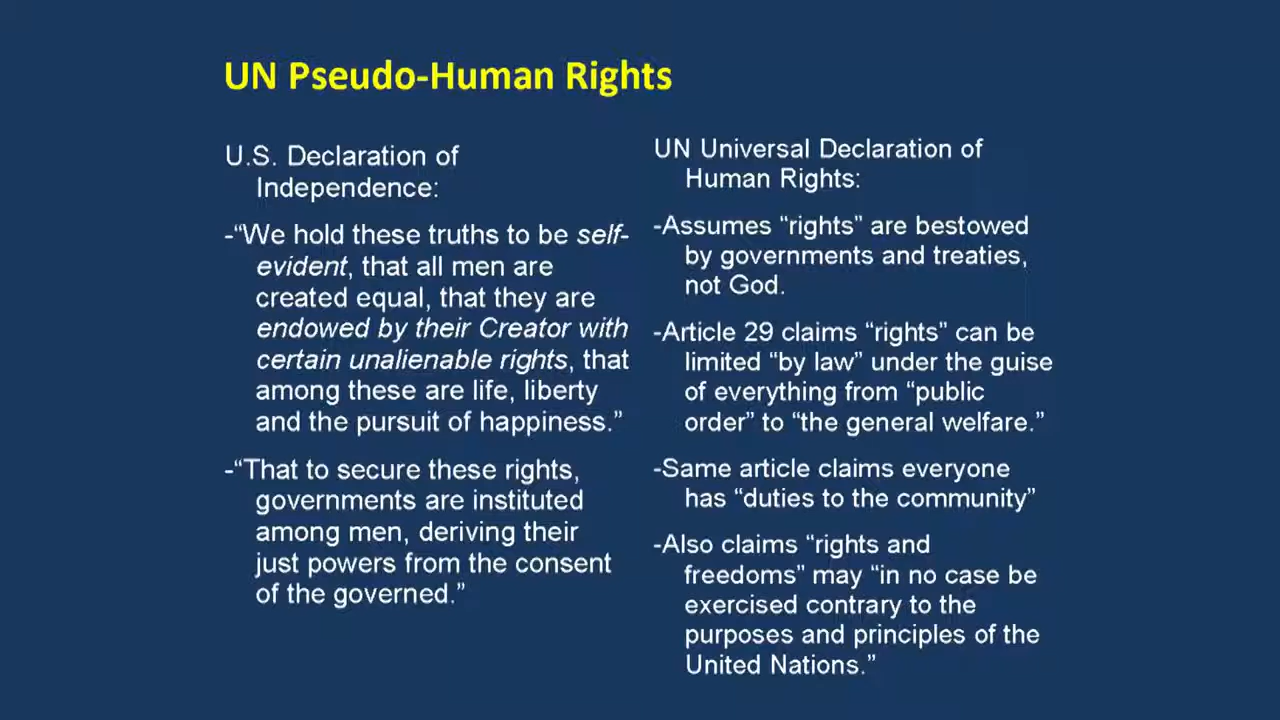 UN Pseudo-Human Rights
U.S. Declaration of
Independence:
-“We hold these truths to be self-
evident, that all men are
created equal, that they are
endowed by their Creator with
certain unalienable rights, that
among these are life, liberty
and the pursuit of happiness.”
-“That to secure these rights,
governments are instituted
among men, deriving their
just powers from the consent
of the governed.”
UN Universal Declaration of
Human Rights:
-Assumes “rights” are bestowed
by governments and treaties,
not God.
-Article 29 claims “rights” can be
limited “by law” under the guise
of everything from “public
order” to “the general welfare.”
-Same article claims everyone
has “duties to the community”
-Also claims “rights and
freedoms” may “in no case be
exercised contrary to the
purposes and principles of the
United Nations.”